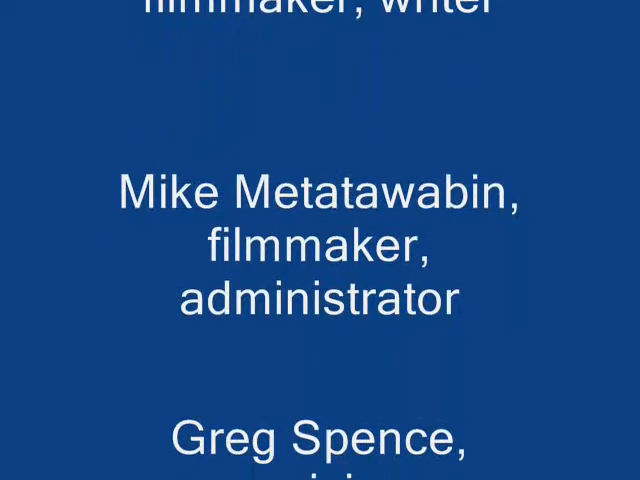 filmmaker, writer
Mike Metatawabin,
filmmaker,
administrator
Greg Spence,